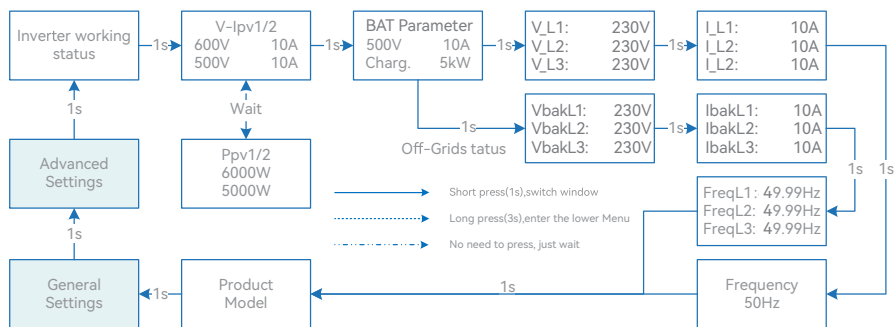 Inverter working
status
1s
V-Ipv1/2
600V 10A
500V 10A
1s
BAT Parameter
500V 10A
Charg. 5kW
1s
V_L1: 230V
V_L2: 230V
V_L3: 230V
1s
I_L1: 10A
I_L2: 10A
I_L2: 10A
1s
Wait
1s
VbakL1: 230V
VbakL2: 230V
VbakL3: 230V
1s
IbakL1: 10A
IbakL2: 10A
IbakL3: 10A
Off-Grids tatus
Advanced
Settings
Ppv1/2
6000W
5000W
1s
1s
Short press(1s),switch window
Long press(3s),enter the lower Menu
No need to press, just wait
FreqL1: 49.99Hz
FreqL2: 49.99Hz
FreqL3: 49.99Hz
1s
General
Settings
1s
Product
Model
1s
Frequency
50Hz